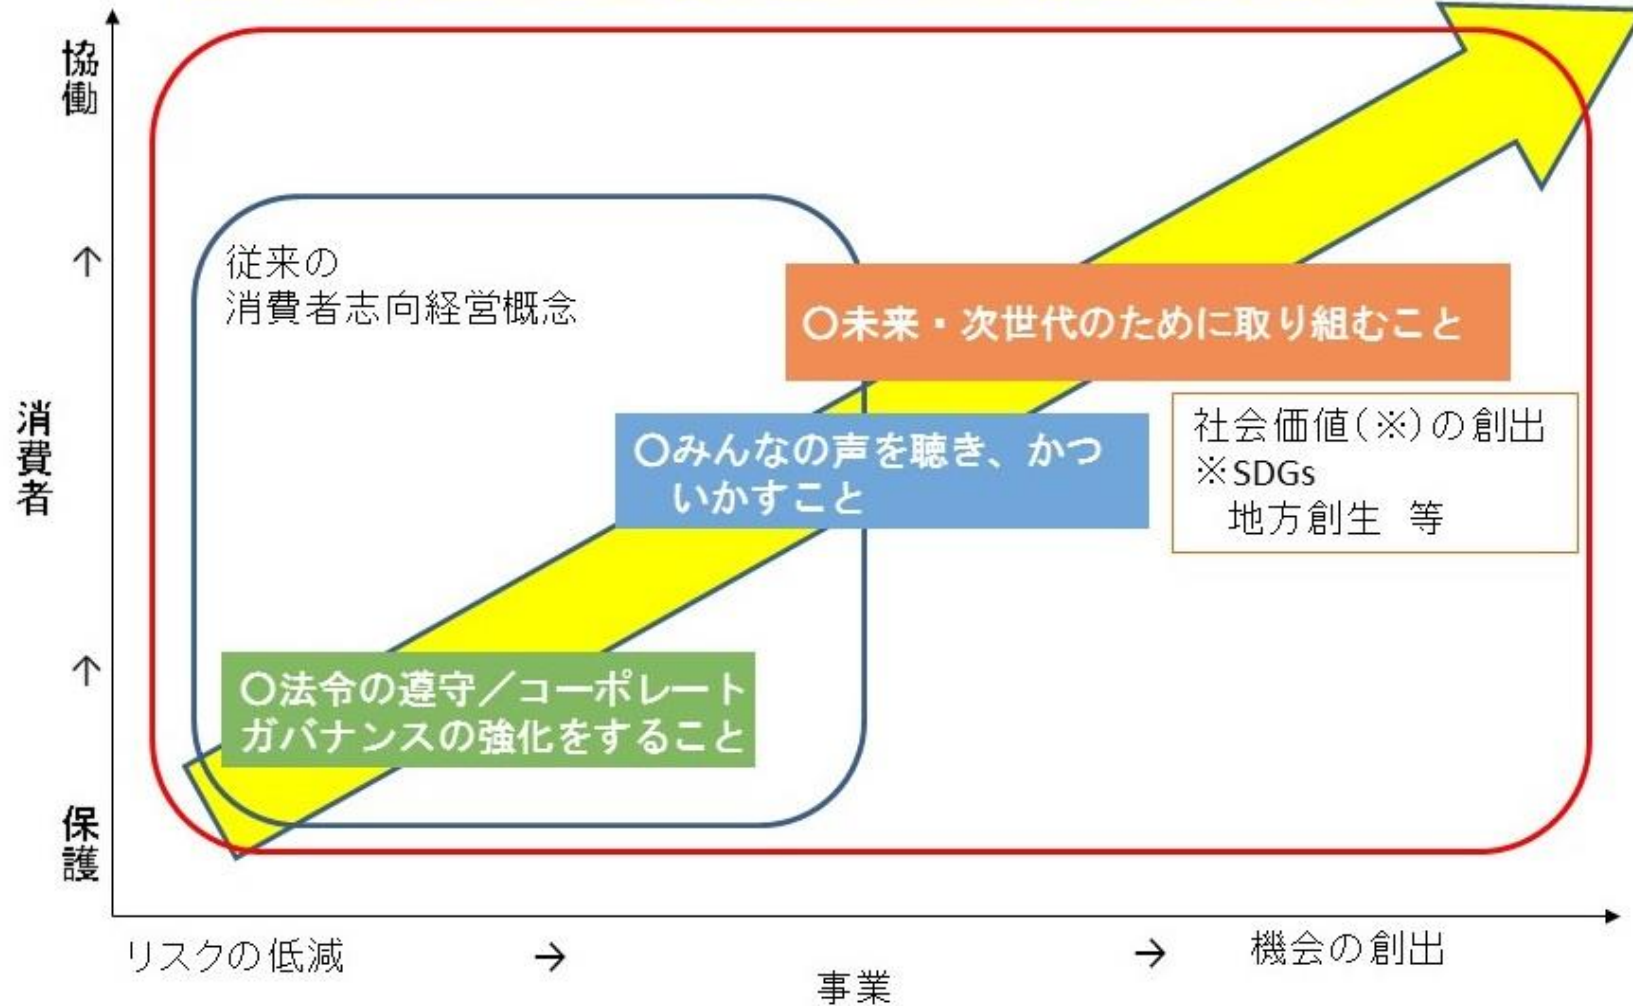 協働
↑
従来の
消費者志向経営概念
〇未来・次世代のために取り組むこと
消費者
〇みんなの声を聴き、かつ
いかすこと
社会価値(※)の創出
※SDGs
地方創生 等
↑
〇法令の遵守／コーポレート
ガバナンスの強化をすること
保護
リスクの低減
→
事業
→
機会の創出